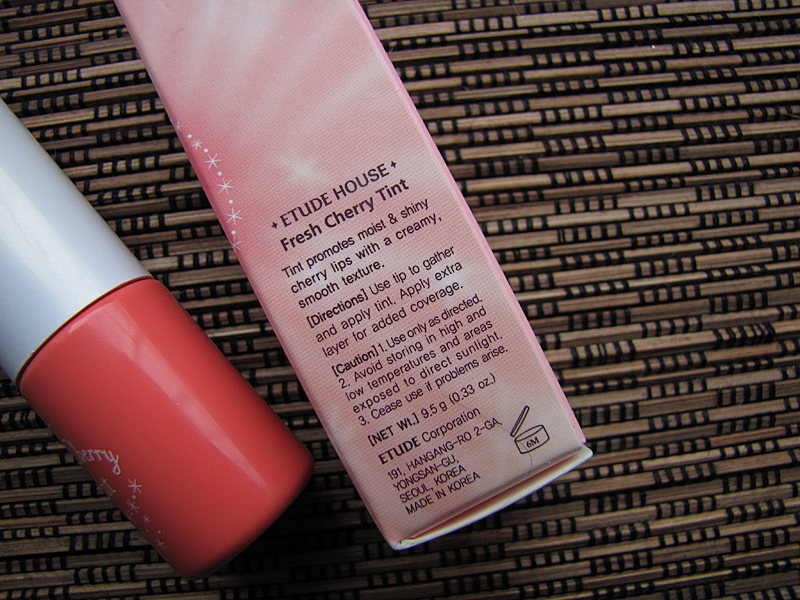 ETUDE HOUSE
Fresh Cherry Tint
Tint promotes moist & shiny
cherry lips with a creamy,
smooth texture.
[Directions] Use tip to gather
and apply tint. Apply extra
layer for added coverage.
[Caution] 1. Use only as directed.
2. Avoid storing in high and
low temperatures and areas
exposed to direct sunlight.
3. Cease use if problems arise.
[NET Wt.] 9.5 g (0.33 oz.)
ETUDE Corporation
191, HANGANG-RO 2-GA,
YONGSAN-GU,
SEOUL, KOREA
MADE IN KOREA
6M